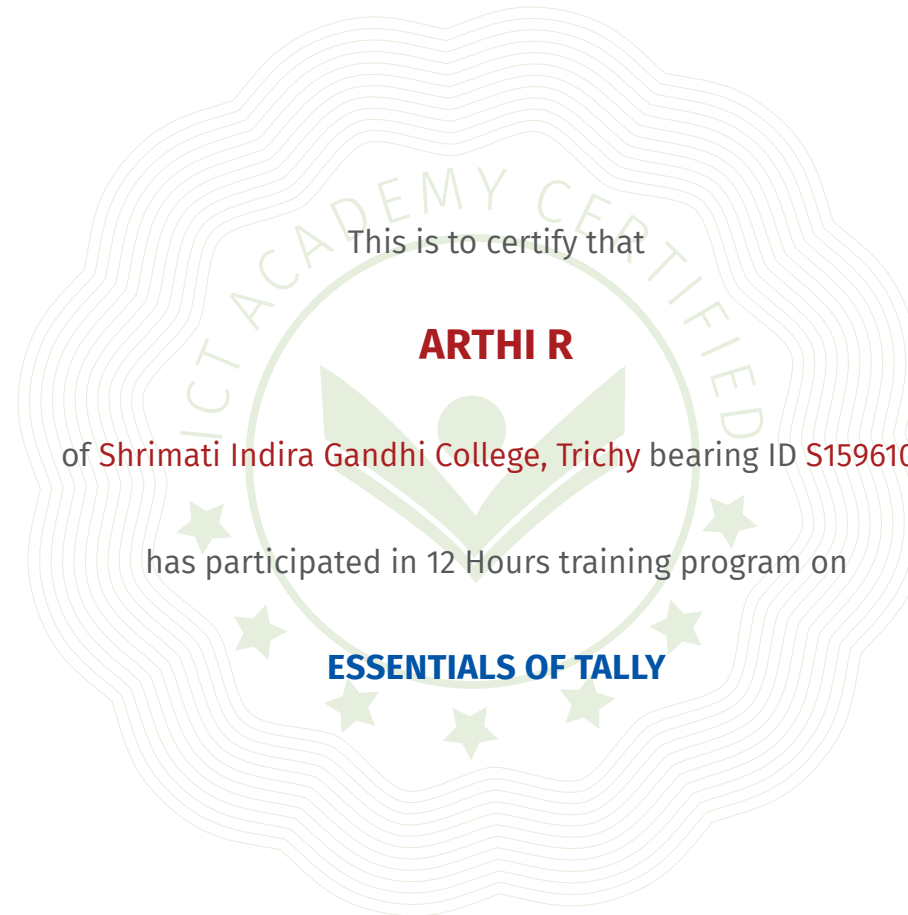 ICT ACADEMY CERTIFIED
This is to certify that
ARTHI R
of Shrimati Indira Gandhi College, Trichy bearing ID
has participated in 12 Hours training program on
ESSENTIALS OF TALLY